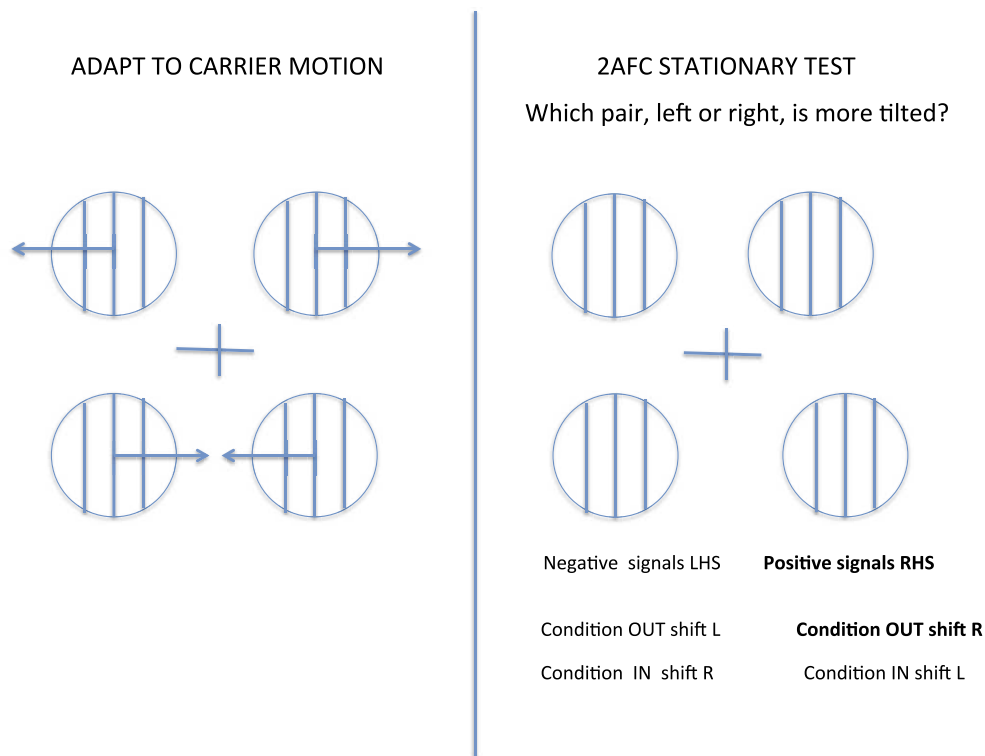 ADAPT TO CARRIER MOTION
2AFC STATIONARY TEST
Which pair, left or right, is more tilted?
Negative signals LHS
Positive signals RHS
Condition OUT shift L
Condition OUT shift R
Condition IN shift R
Condition IN shift L